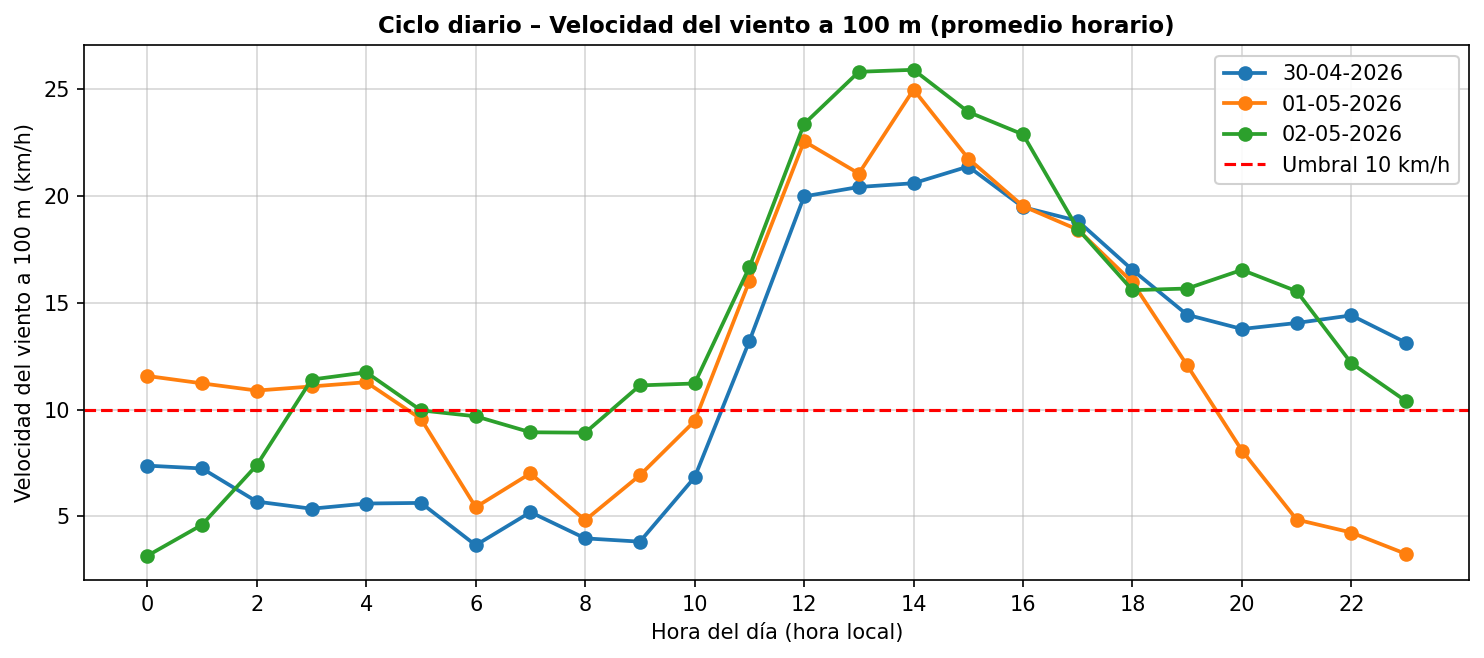 Ciclo diario – Velocidad del viento a 100 m (promedio horario)
Velocidad del viento a 100 m (km/h)
25
20
15
10
5
30-04-2026
01-05-2026
02-05-2026
Umbral 10 km/h
0 2 4 6 8 10 12 14 16 18 20 22
Hora del día (hora local)